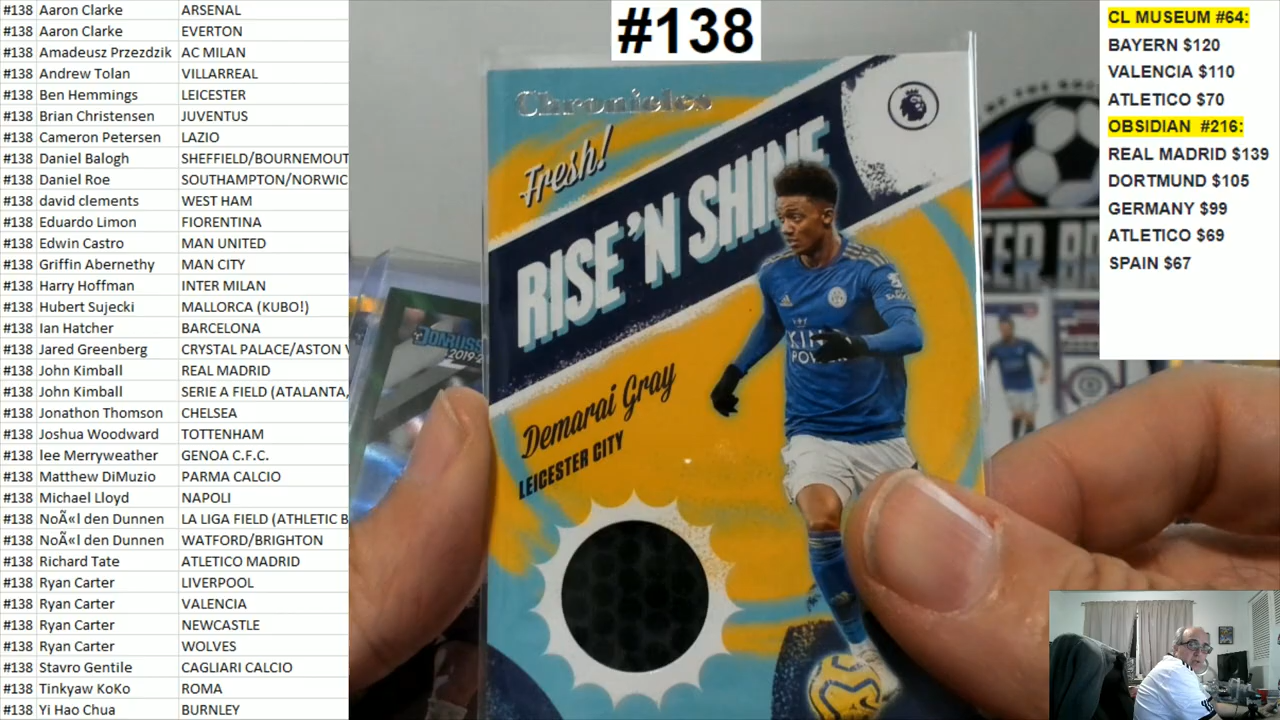 #138 Aaron Clarke ARSENAL
#138 Aaron Clarke EVERTON
#138 Amadeusz Przedzdzik AC MILAN
#138 Andrew Tolan VILLARREAL
#138 Ben Hemmings LEICESTER
#138 Brian Christensen JUVENTUS
#138 Cameron Petersen LAZIO
#138 Daniel Balogh SHEFFIELD/BOURNEMOUT
#138 Daniel Roe SOUTHAMPTON/NORWIC
#138 david clements WEST HAM
#138 Eduardo Limon FIORENTINA
#138 Edwin Castro MAN UNITED
#138 Griffin Abernethy MAN CITY
#138 Harry Hoffman INTER MILAN
#138 Hubert Sujecki MALLORCA (KUBO!)
#138 Ian Hatcher BARCELONA
#138 Jared Greenberg CRYSTAL PALACE/ASTON V
#138 John Kimball REAL MADRID
#138 John Kimball SERIE A FIELD (ATALANTA,
#138 Jonathon Thomson CHELSEA
#138 Joshua Woodward TOTTENHAM
#138 lee Merryweather GENOA C.F.C.
#138 Matthew DiMuzio PARMA CALCIO
#138 Michael Lloyd NAPOLI
#138 NoÃ«l den Dunnen LA LIGA FIELD (ATHLETIC B
#138 NoÃ«l den Dunnen WATFORD/BRIGHTON
#138 Richard Tate ATLETICO MADRID
#138 Ryan Carter LIVERPOOL
#138 Ryan Carter VALENCIA
#138 Ryan Carter NEWCASTLE
#138 Ryan Carter WOLVES
#138 Stavro Gentile CAGLIARI CALCIO
#138 Tinkyaw KoKo ROMA
#138 Yi Hao Chua BURNLEY
#138
Chronicles
Fresh!
RISE 'N SHINE
Demarai Gray
LEICESTER CITY
KING
POWER
DONRUSS
2019-2
CL MUSEUM #64:
BAYERN $120
VALENCIA $110
ATLETICO $70
OBSIDIAN #216:
REAL MADRID $139
DORTMUND $105
GERMANY $99
ATLETICO $69
SPAIN $67